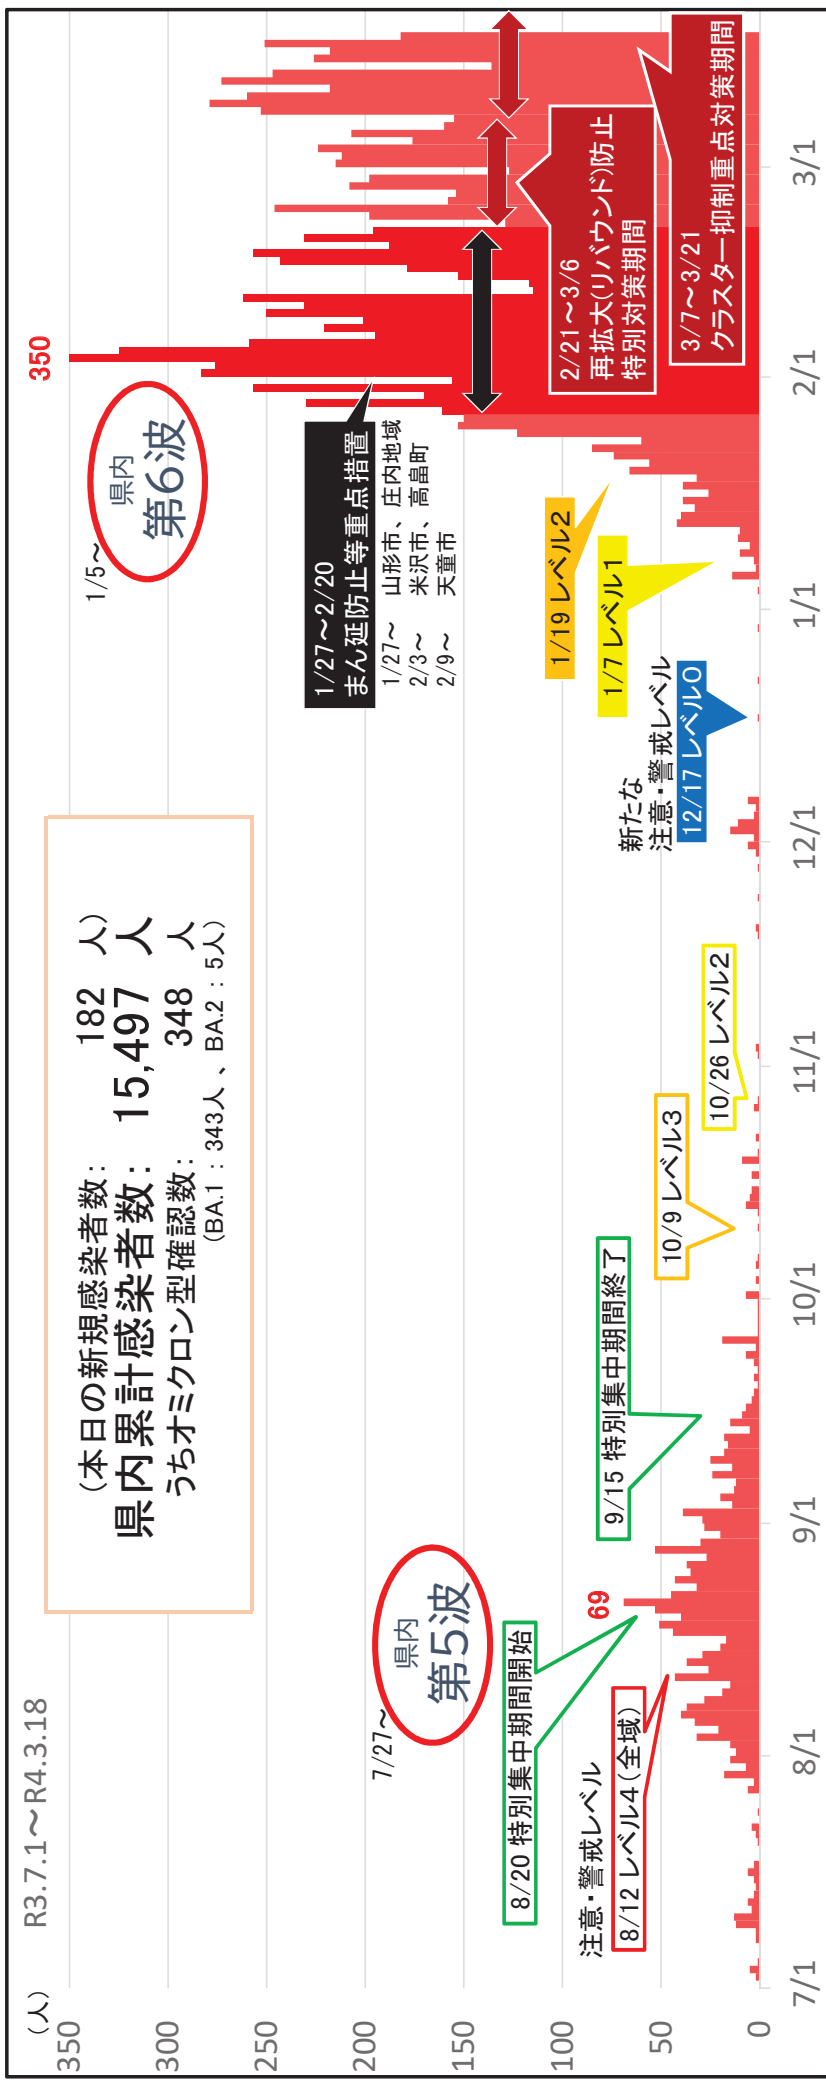 R3.7.1～R4.3.18
(人)
350
300
250
200
150
100
50
0
7/1
8/1
9/1
10/1
11/1
12/1
1/1
2/1
3/1
(本日の新規感染者数： 182 人)
県内累計感染者数： 15,497 人
うちオミクロン型確認数： 348 人
(BA.1：343人、BA.2：5人)
7/27～
県内
第5波
8/20 特別集中期間開始
注意・警戒レベル
8/12 レベル4（全域）
69
9/15 特別集中期間終了
10/9 レベル3
10/26 レベル2
新たな
注意・警戒レベル
12/17 レベル0
1/7 レベル1
1/19 レベル2
1/5～
県内
第6波
350
1/27～2/20
まん延防止等重点措置
1/27～ 山形市、庄内地域
2/3～ 米沢市、高畠町
2/9～ 天童市
2/21～3/6
再拡大(リバウンド)防止
特別対策期間
3/7～3/21
クラスター抑制重点対策期間